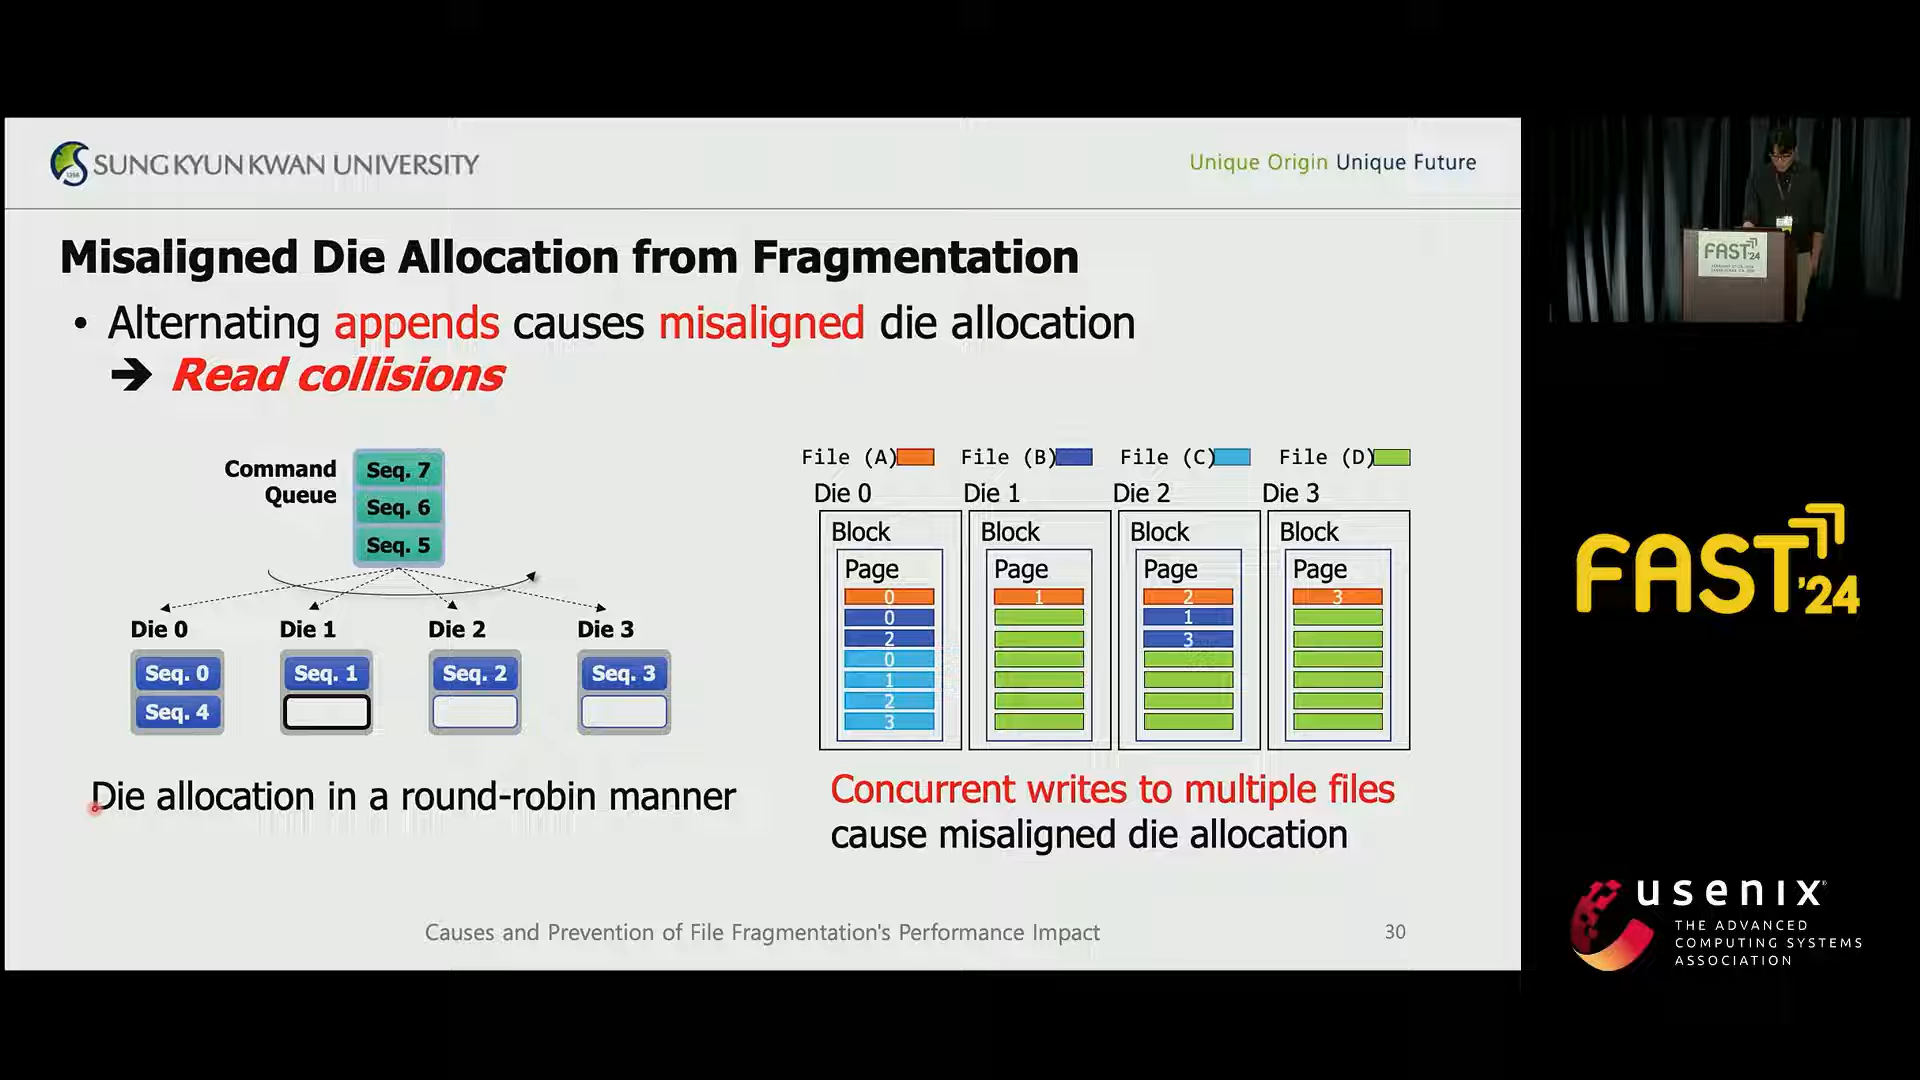 SUNGKYUNKWAN UNIVERSITY
Unique Origin Unique Future
Misaligned Die Allocation from Fragmentation
• Alternating appends causes misaligned die allocation
➔ Read collisions
Command
Queue
Seq. 7
Seq. 6
Seq. 5
Die 0 Die 1 Die 2 Die 3
Seq. 0 Seq. 1 Seq. 2 Seq. 3
Seq. 4
Die allocation in a round-robin manner
File (A) File (B) File (C) File (D)
Die 0 Die 1 Die 2 Die 3
Block Block Block Block
Page Page Page Page
0 1 2 3
0 1
2 3
0
1
2
3
Concurrent writes to multiple files
cause misaligned die allocation
Causes and Prevention of File Fragmentation's Performance Impact
30
FAST '24
FAST '24
usenix
THE ADVANCED
COMPUTING SYSTEMS
ASSOCIATION